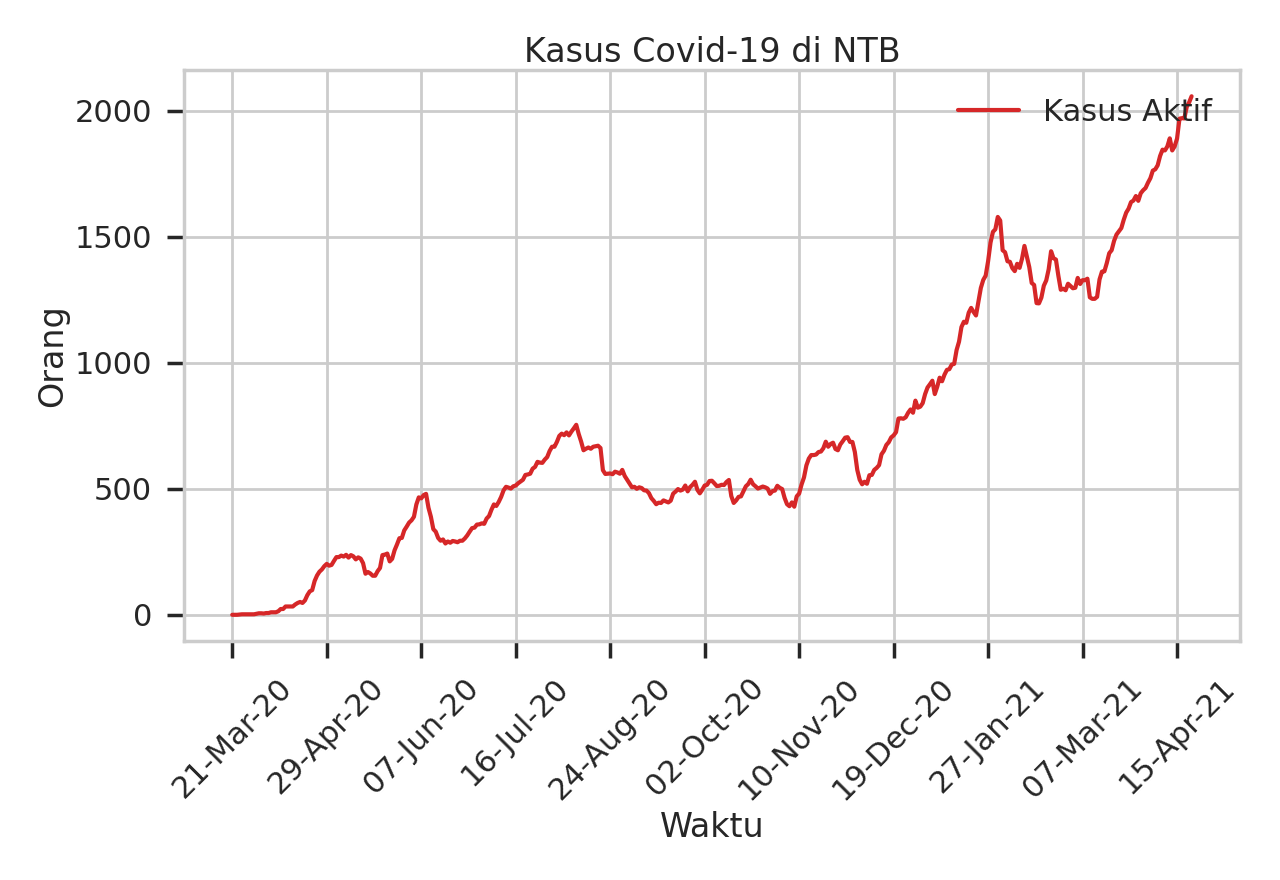 Kasus Covid-19 di NTB
Kasus Aktif
2000
1500
1000
500
0
Orang
21-Mar-20
29-Apr-20
07-Jun-20
16-Jul-20
24-Aug-20
02-Oct-20
10-Nov-20
19-Dec-20
27-Jan-21
07-Mar-21
15-Apr-21
Waktu